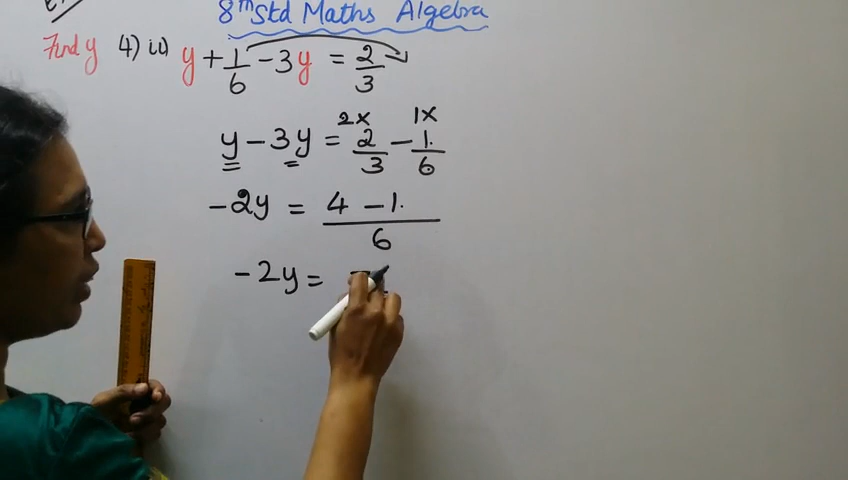 8th Std Maths Algebra
Find y 4) ii) y + 1/6 - 3y = 2/3
2x 1x
y - 3y = 2/3 - 1/6
-2y = 4 - 1/6
-2y =